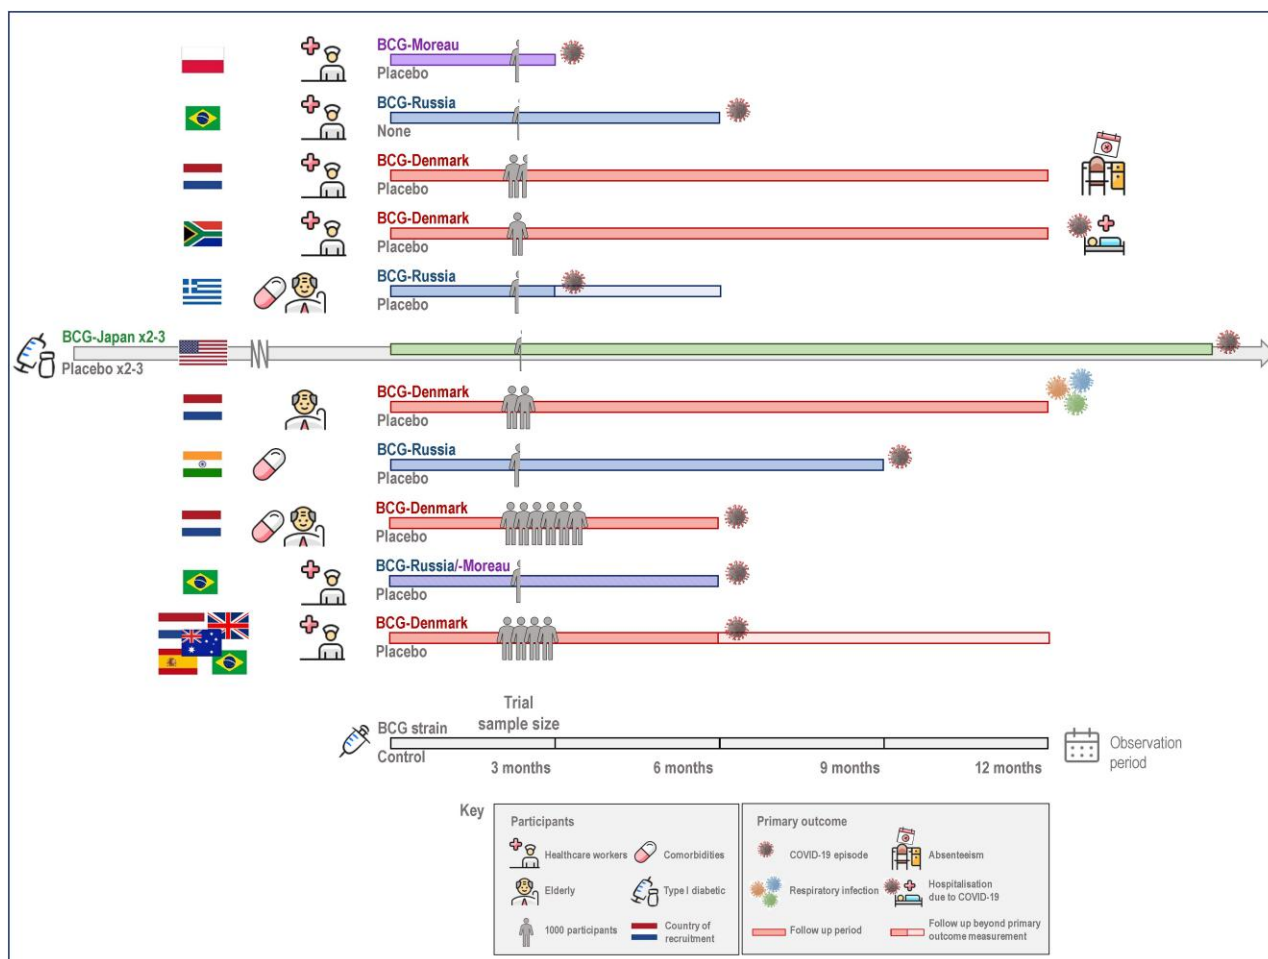 BCG-Moreau
Placebo
BCG-Russia
None
BCG-Denmark
Placebo
BCG-Denmark
Placebo
BCG-Russia
Placebo
BCG-Japan x2-3
Placebo x2-3
BCG-Denmark
Placebo
BCG-Russia
Placebo
BCG-Denmark
Placebo
BCG-Russia/-Moreau
Placebo
BCG-Denmark
Placebo
Trial
sample size
BCG strain
Control
3 months
6 months
9 months
12 months
Observation
period
Key
Participants
Healthcare workers
Comorbidities
Elderly
Type I diabetic
1000 participants
Country of
recruitment
Primary outcome
COVID-19 episode
Absenteeism
Respiratory infection
Hospitalisation
due to COVID-19
Follow up period
Follow up beyond primary
outcome measurement